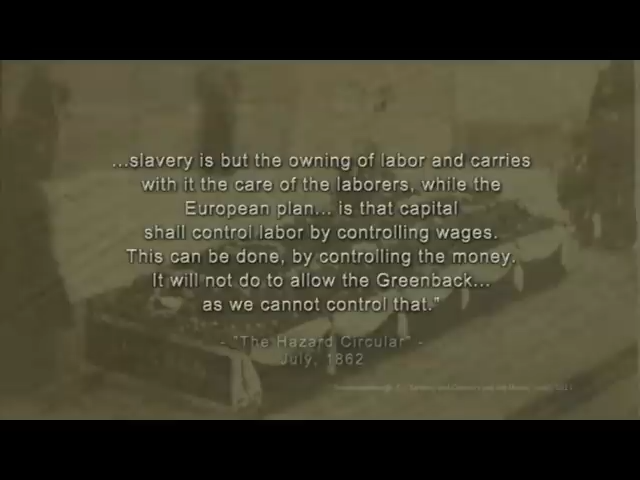 ...slavery is but the owning of labor and carries
with it the care of the laborers, while the
European plan... is that capital
shall control labor by controlling wages.
This can be done, by controlling the money.
It will not do to allow the Greenback...
as we cannot control that."
- "The Hazard Circular" -
July, 1862